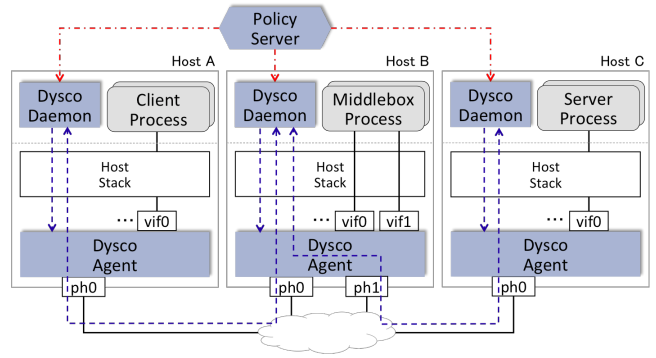 Policy
Server
Host A
Host B
Host C
Dysco
Daemon
Client
Process
Dysco
Daemon
Middlebox
Process
Dysco
Daemon
Server
Process
Host
Stack
Host
Stack
Host
Stack
... vif0
... vif0
vif1
... vif0
Dysco
Agent
Dysco
Agent
Dysco
Agent
ph0
ph0
ph1
ph0